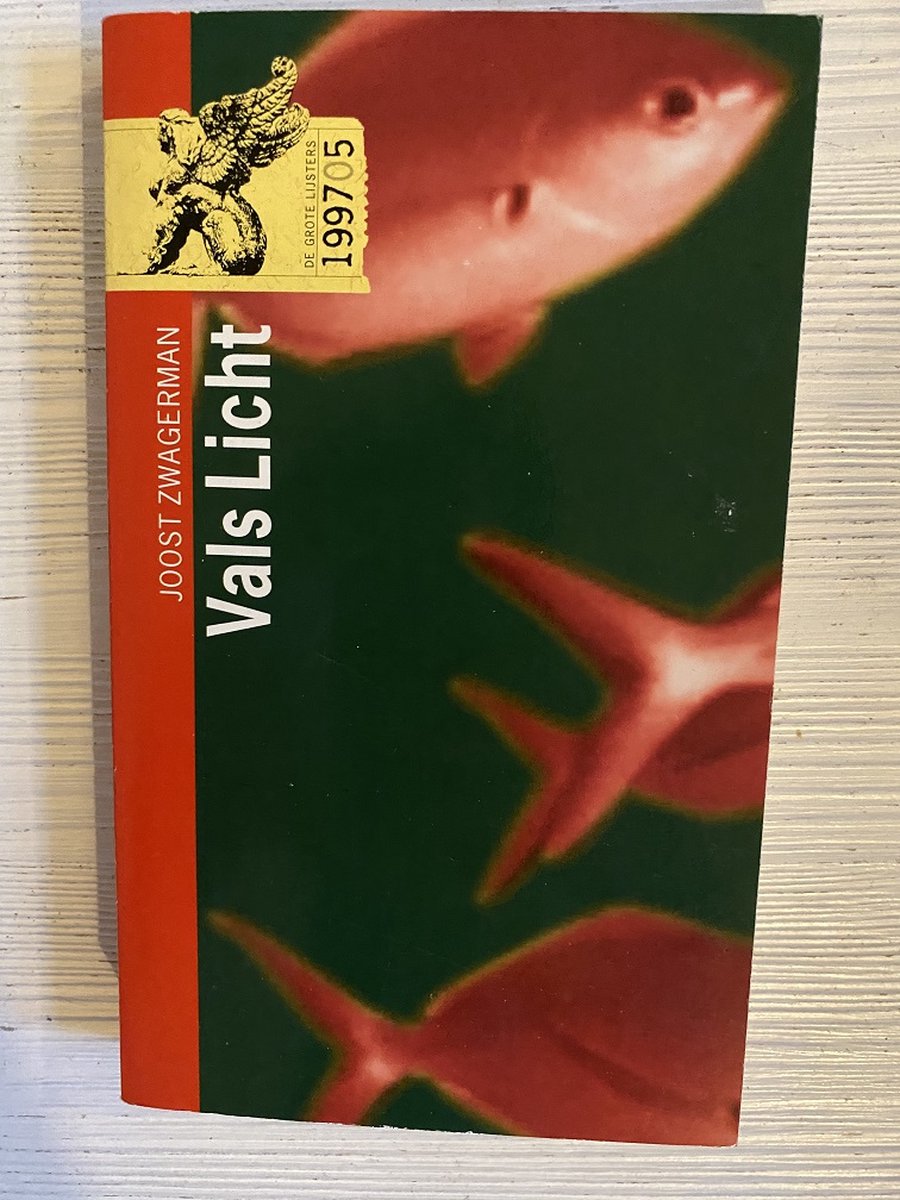 DE GROTE LIJSTERS
199705
JOOST ZWAGERMAN
Vals Licht